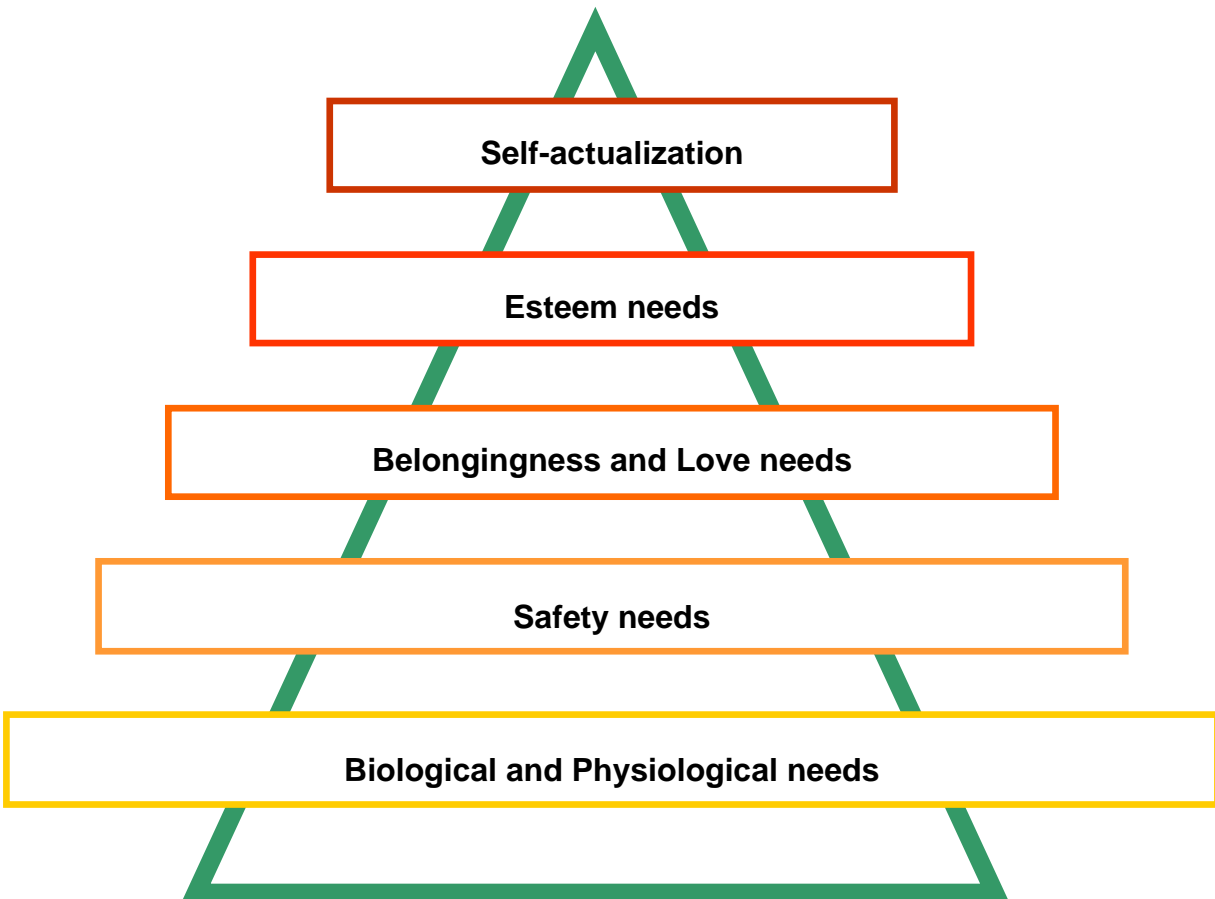 Self-actualization
Esteem needs
Belongingness and Love needs
Safety needs
Biological and Physiological needs